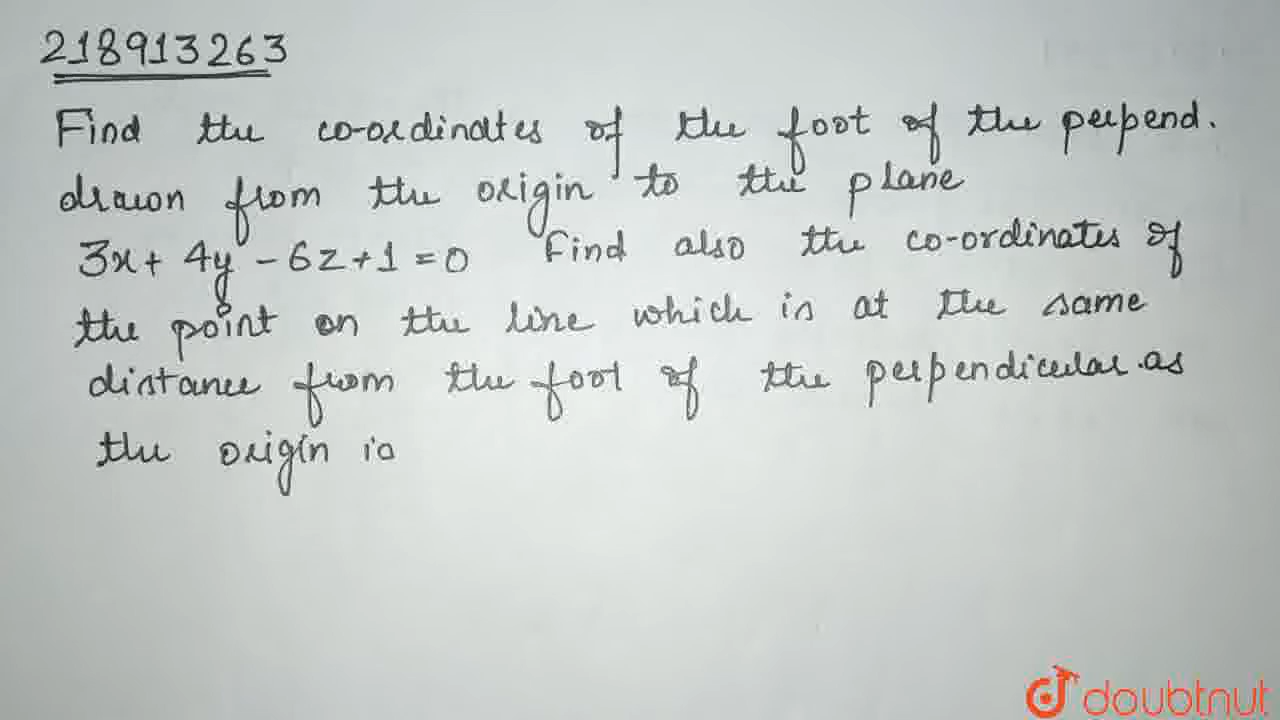 218913263
Find the co-ordinates of the foot of the perpend.
drawn from the origin to the plane
3x + 4y - 6z + 1 = 0 Find also the co-ordinates of
the point on the line which is at the same
distance from the foot of the perpendicular as
the origin is
doubtnut